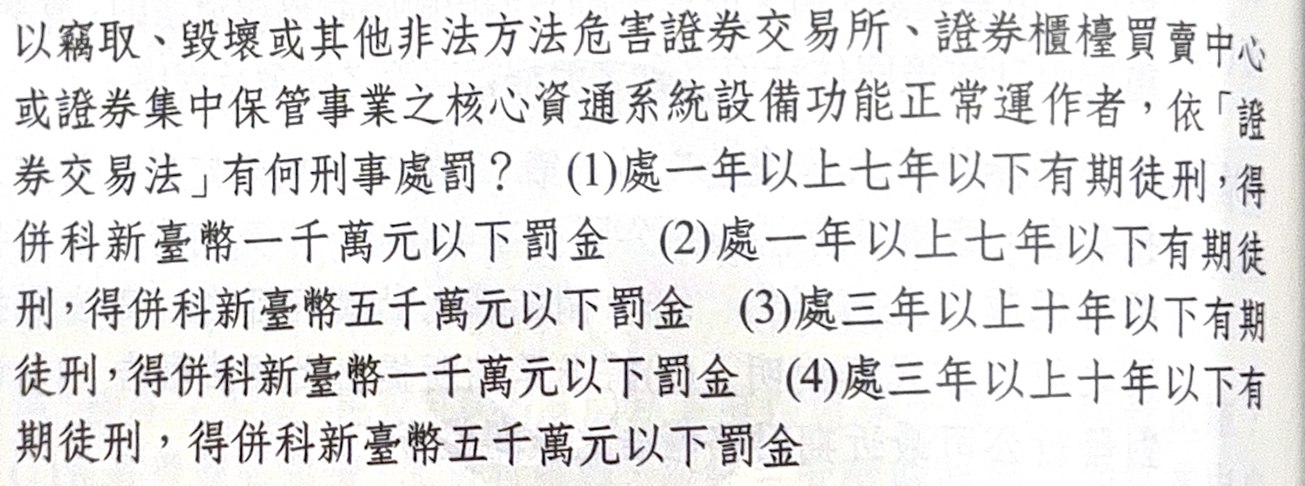 以竊取、毀壞或其他非法方法危害證券交易所、證券櫃檯買賣中心
或證券集中保管事業之核心資通系統設備功能正常運作者，依「證
券交易法」有何刑事處罰？　(1)處一年以上七年以下有期徒刑，得
併科新臺幣一千萬元以下罰金　(2)處一年以上七年以下有期徒
刑，得併科新臺幣五千萬元以下罰金　(3)處三年以上十年以下有期
徒刑，得併科新臺幣一千萬元以下罰金　(4)處三年以上十年以下有
期徒刑，得併科新臺幣五千萬元以下罰金